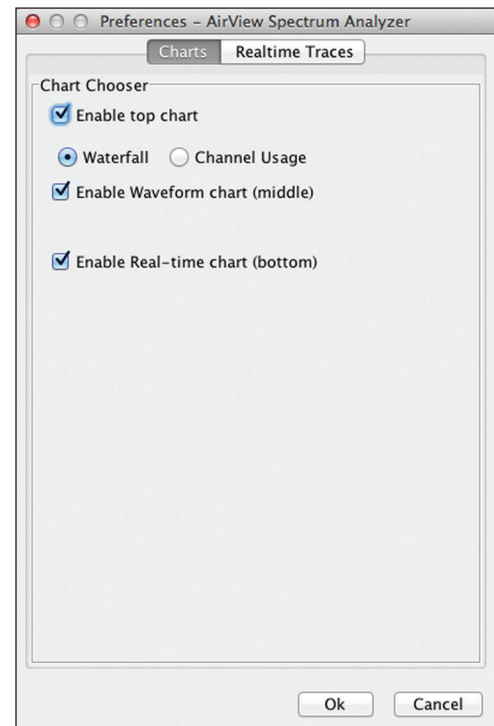 Preferences – AirView Spectrum Analyzer
Charts Realtime Traces
Chart Chooser
Enable top chart
Waterfall Channel Usage
Enable Waveform chart (middle)
Enable Real-time chart (bottom)
Ok Cancel